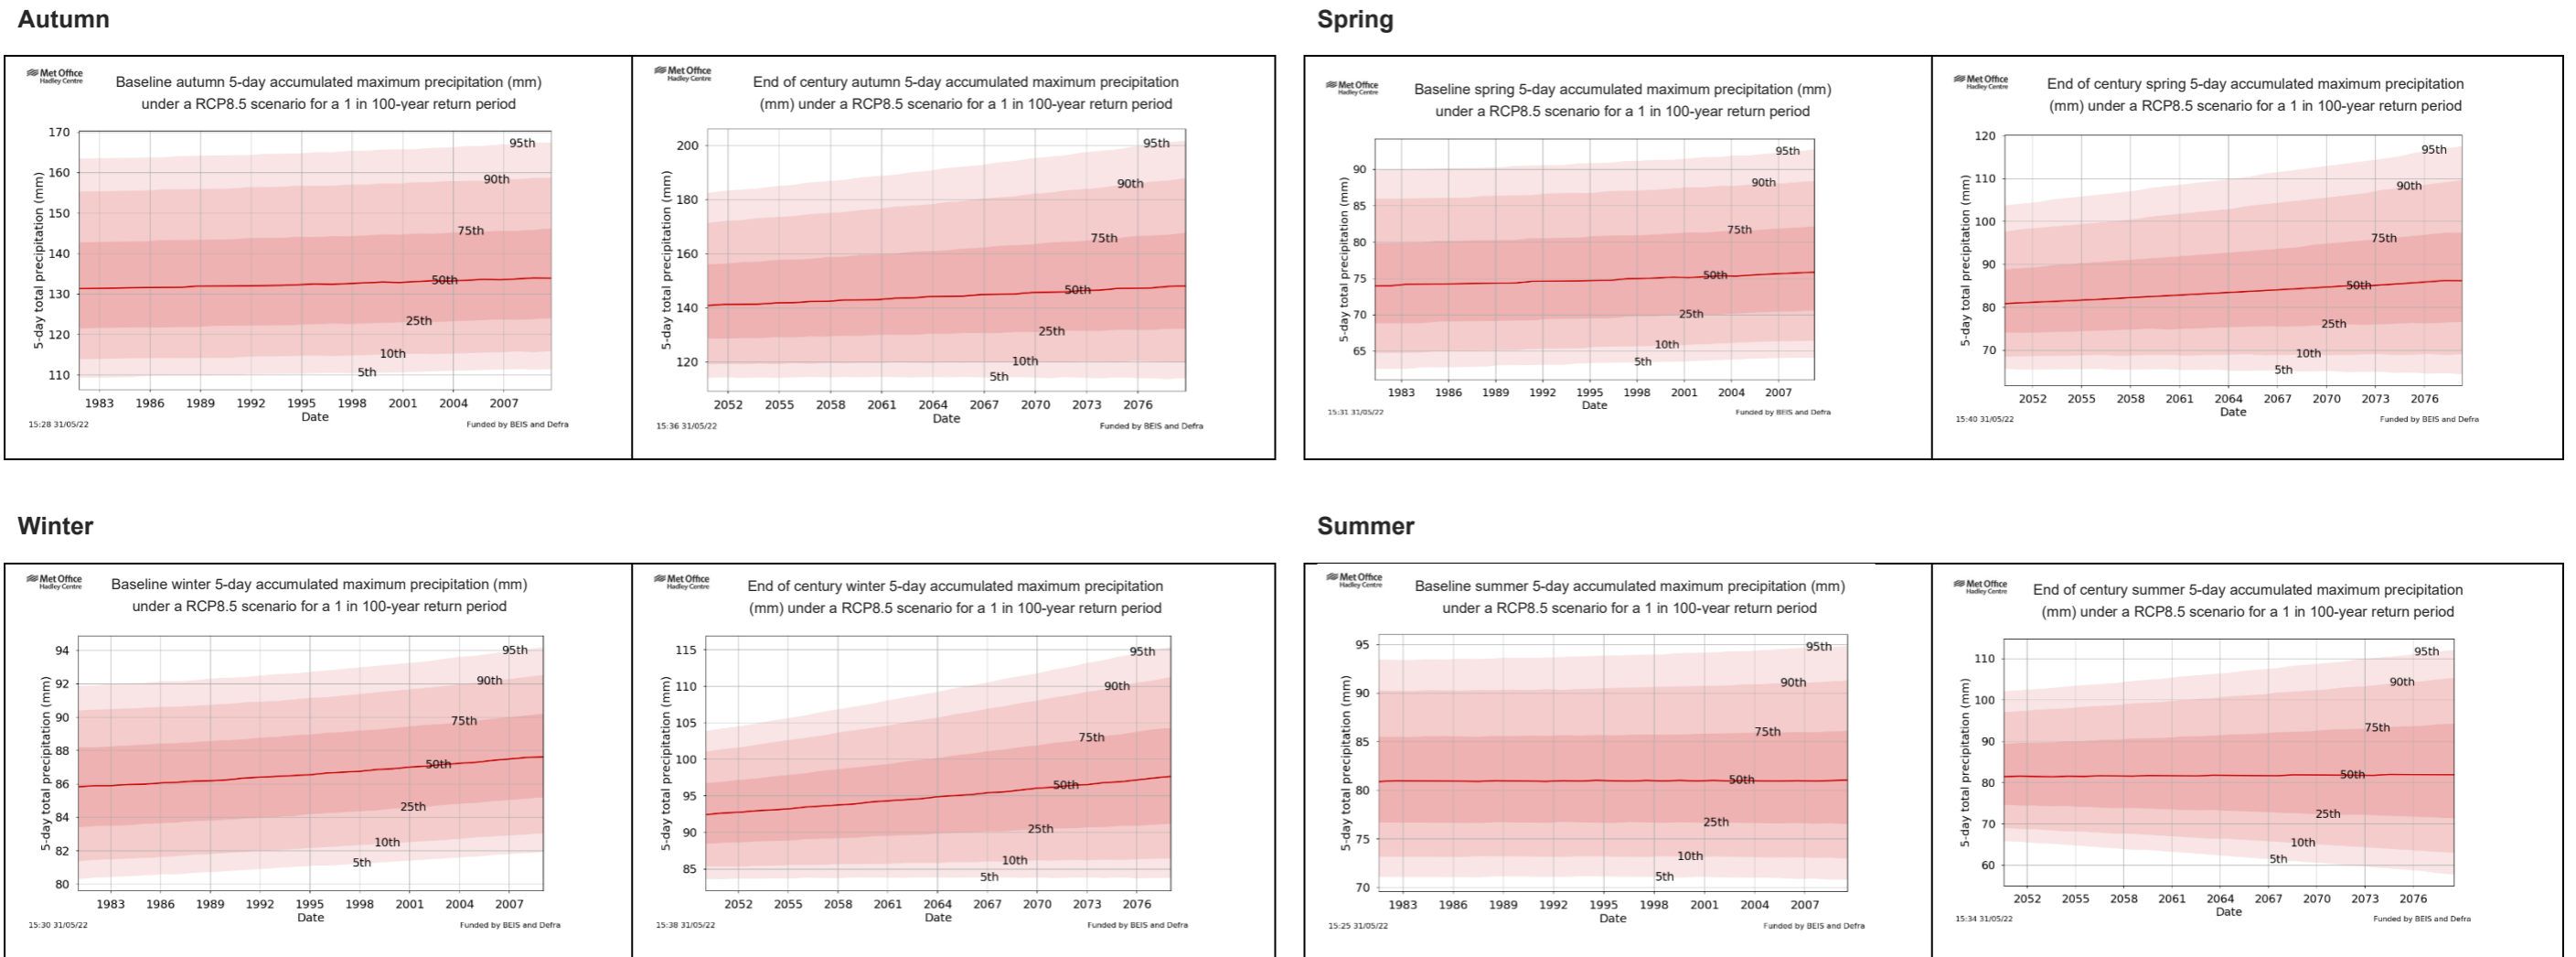 Autumn
Met Office
Hadley Centre
Baseline autumn 5-day accumulated maximum precipitation (mm)
under a RCP8.5 scenario for a 1 in 100-year return period
5-day total precipitation (mm)
170
160
150
140
130
120
110
95th
90th
75th
50th
25th
10th
5th
1983 1986 1989 1992 1995 1998 2001 2004 2007
Date
15:28 31/05/22
Funded by BEIS and Defra
Met Office
Hadley Centre
End of century autumn 5-day accumulated maximum precipitation
(mm) under a RCP8.5 scenario for a 1 in 100-year return period
5-day total precipitation (mm)
200
180
160
140
120
95th
90th
75th
50th
25th
10th
5th
2052 2055 2058 2061 2064 2067 2070 2073 2076
Date
15:36 31/05/22
Funded by BEIS and Defra
Spring
Met Office
Hadley Centre
Baseline spring 5-day accumulated maximum precipitation (mm)
under a RCP8.5 scenario for a 1 in 100-year return period
5-day total precipitation (mm)
90
85
80
75
70
65
95th
90th
75th
50th
25th
10th
5th
1983 1986 1989 1992 1995 1998 2001 2004 2007
Date
15:31 31/05/22
Funded by BEIS and Defra
Met Office
Hadley Centre
End of century spring 5-day accumulated maximum precipitation
(mm) under a RCP8.5 scenario for a 1 in 100-year return period
5-day total precipitation (mm)
120
110
100
90
80
70
95th
90th
75th
50th
25th
10th
5th
2052 2055 2058 2061 2064 2067 2070 2073 2076
Date
15:40 31/05/22
Funded by BEIS and Defra
Winter
Met Office
Hadley Centre
Baseline winter 5-day accumulated maximum precipitation (mm)
under a RCP8.5 scenario for a 1 in 100-year return period
5-day total precipitation (mm)
94
92
90
88
86
84
82
80
95th
90th
75th
50th
25th
10th
5th
1983 1986 1989 1992 1995 1998 2001 2004 2007
Date
15:30 31/05/22
Funded by BEIS and Defra
Met Office
Hadley Centre
End of century winter 5-day accumulated maximum precipitation
(mm) under a RCP8.5 scenario for a 1 in 100-year return period
5-day total precipitation (mm)
115
110
105
100
95
90
85
95th
90th
75th
50th
25th
10th
5th
2052 2055 2058 2061 2064 2067 2070 2073 2076
Date
15:38 31/05/22
Funded by BEIS and Defra
Summer
Met Office
Hadley Centre
Baseline summer 5-day accumulated maximum precipitation (mm)
under a RCP8.5 scenario for a 1 in 100-year return period
5-day total precipitation (mm)
95
90
85
80
75
70
95th
90th
75th
50th
25th
10th
5th
1983 1986 1989 1992 1995 1998 2001 2004 2007
Date
15:25 31/05/22
Funded by BEIS and Defra
Met Office
Hadley Centre
End of century summer 5-day accumulated maximum precipitation
(mm) under a RCP8.5 scenario for a 1 in 100-year return period
5-day total precipitation (mm)
110
100
90
80
70
60
95th
90th
75th
50th
25th
10th
5th
2052 2055 2058 2061 2064 2067 2070 2073 2076
Date
15:34 31/05/22
Funded by BEIS and Defra